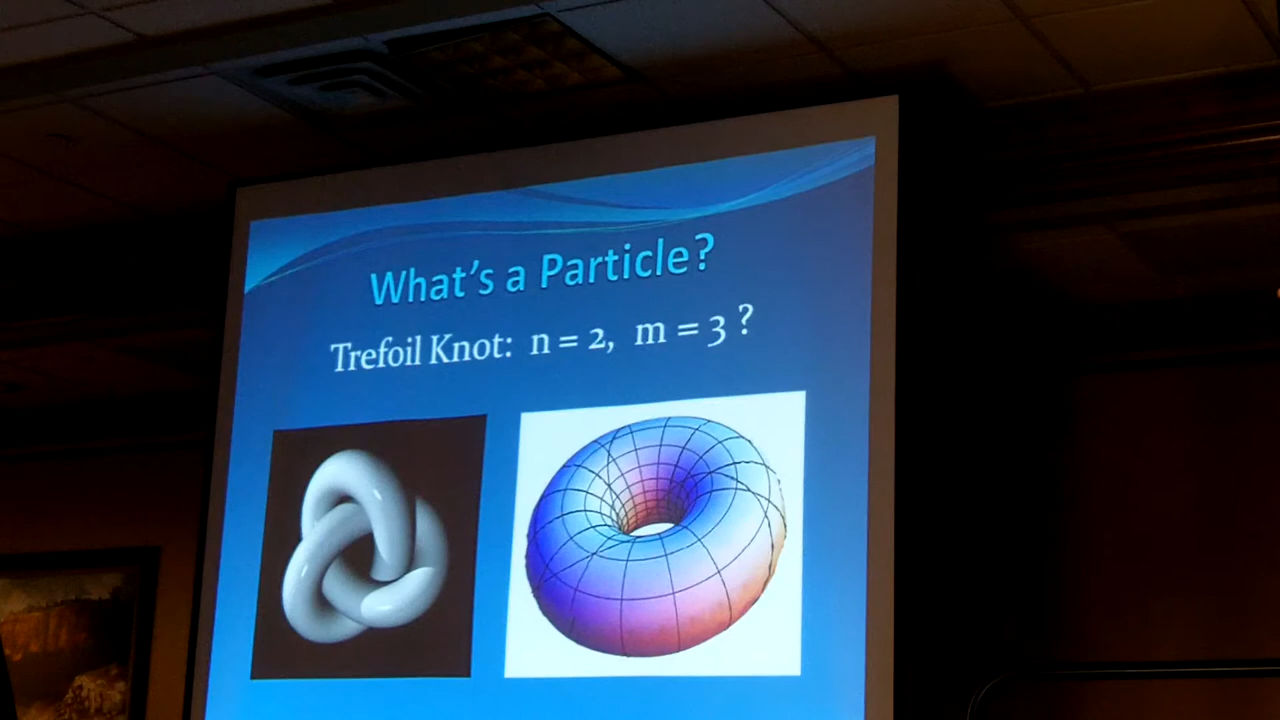 What's a Particle?
Trefoil Knot: n = 2, m = 3 ?